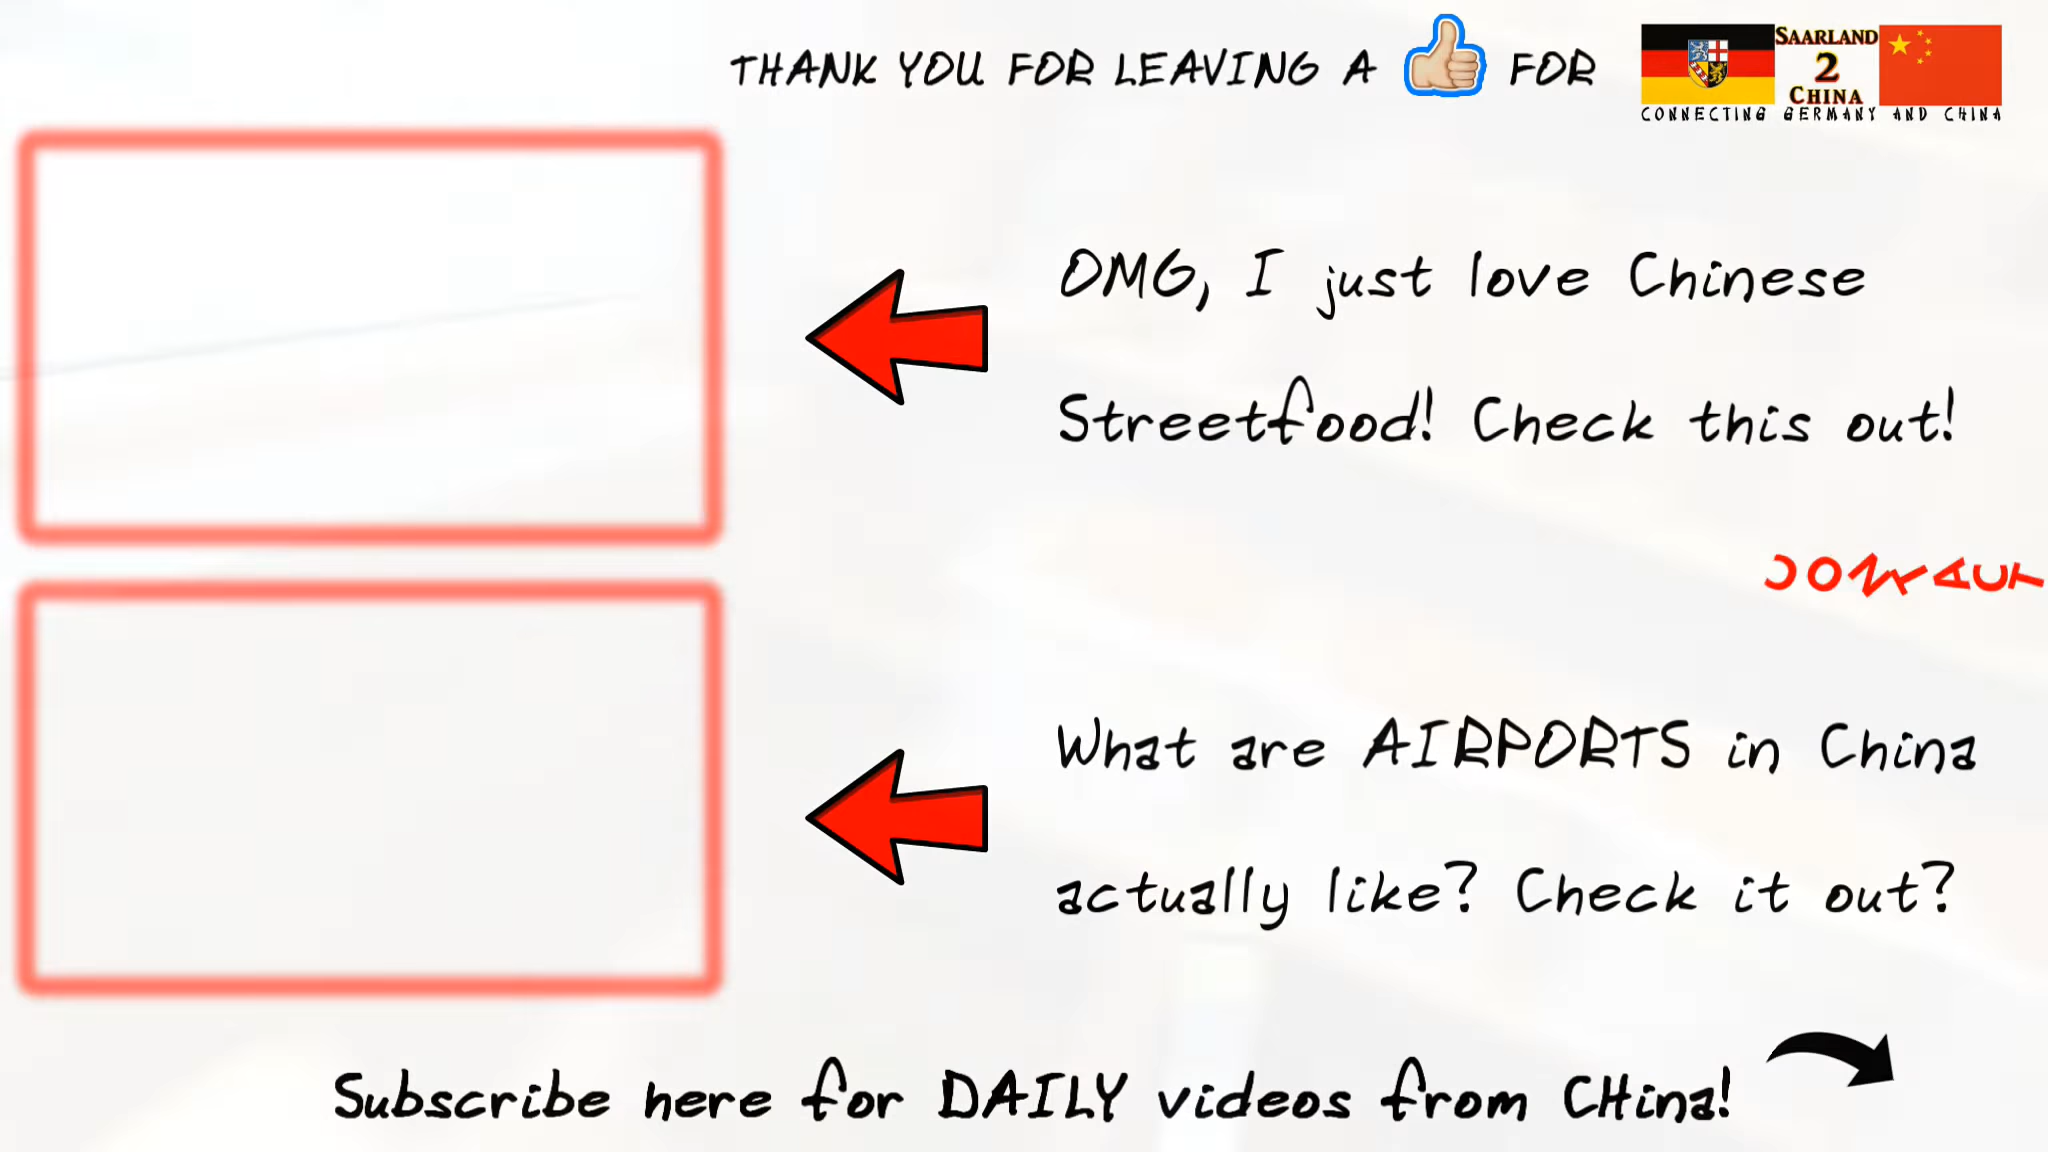 THANK YOU FOR LEAVING A FOR
SAARLAND
2
CHINA
CONNECTING GERMANY AND CHINA
OMG, I just love Chinese
Streetfood! Check this out!
What are AIRPORTS in China
actually like? Check it out?
Subscribe here for DAILY videos from CHina!